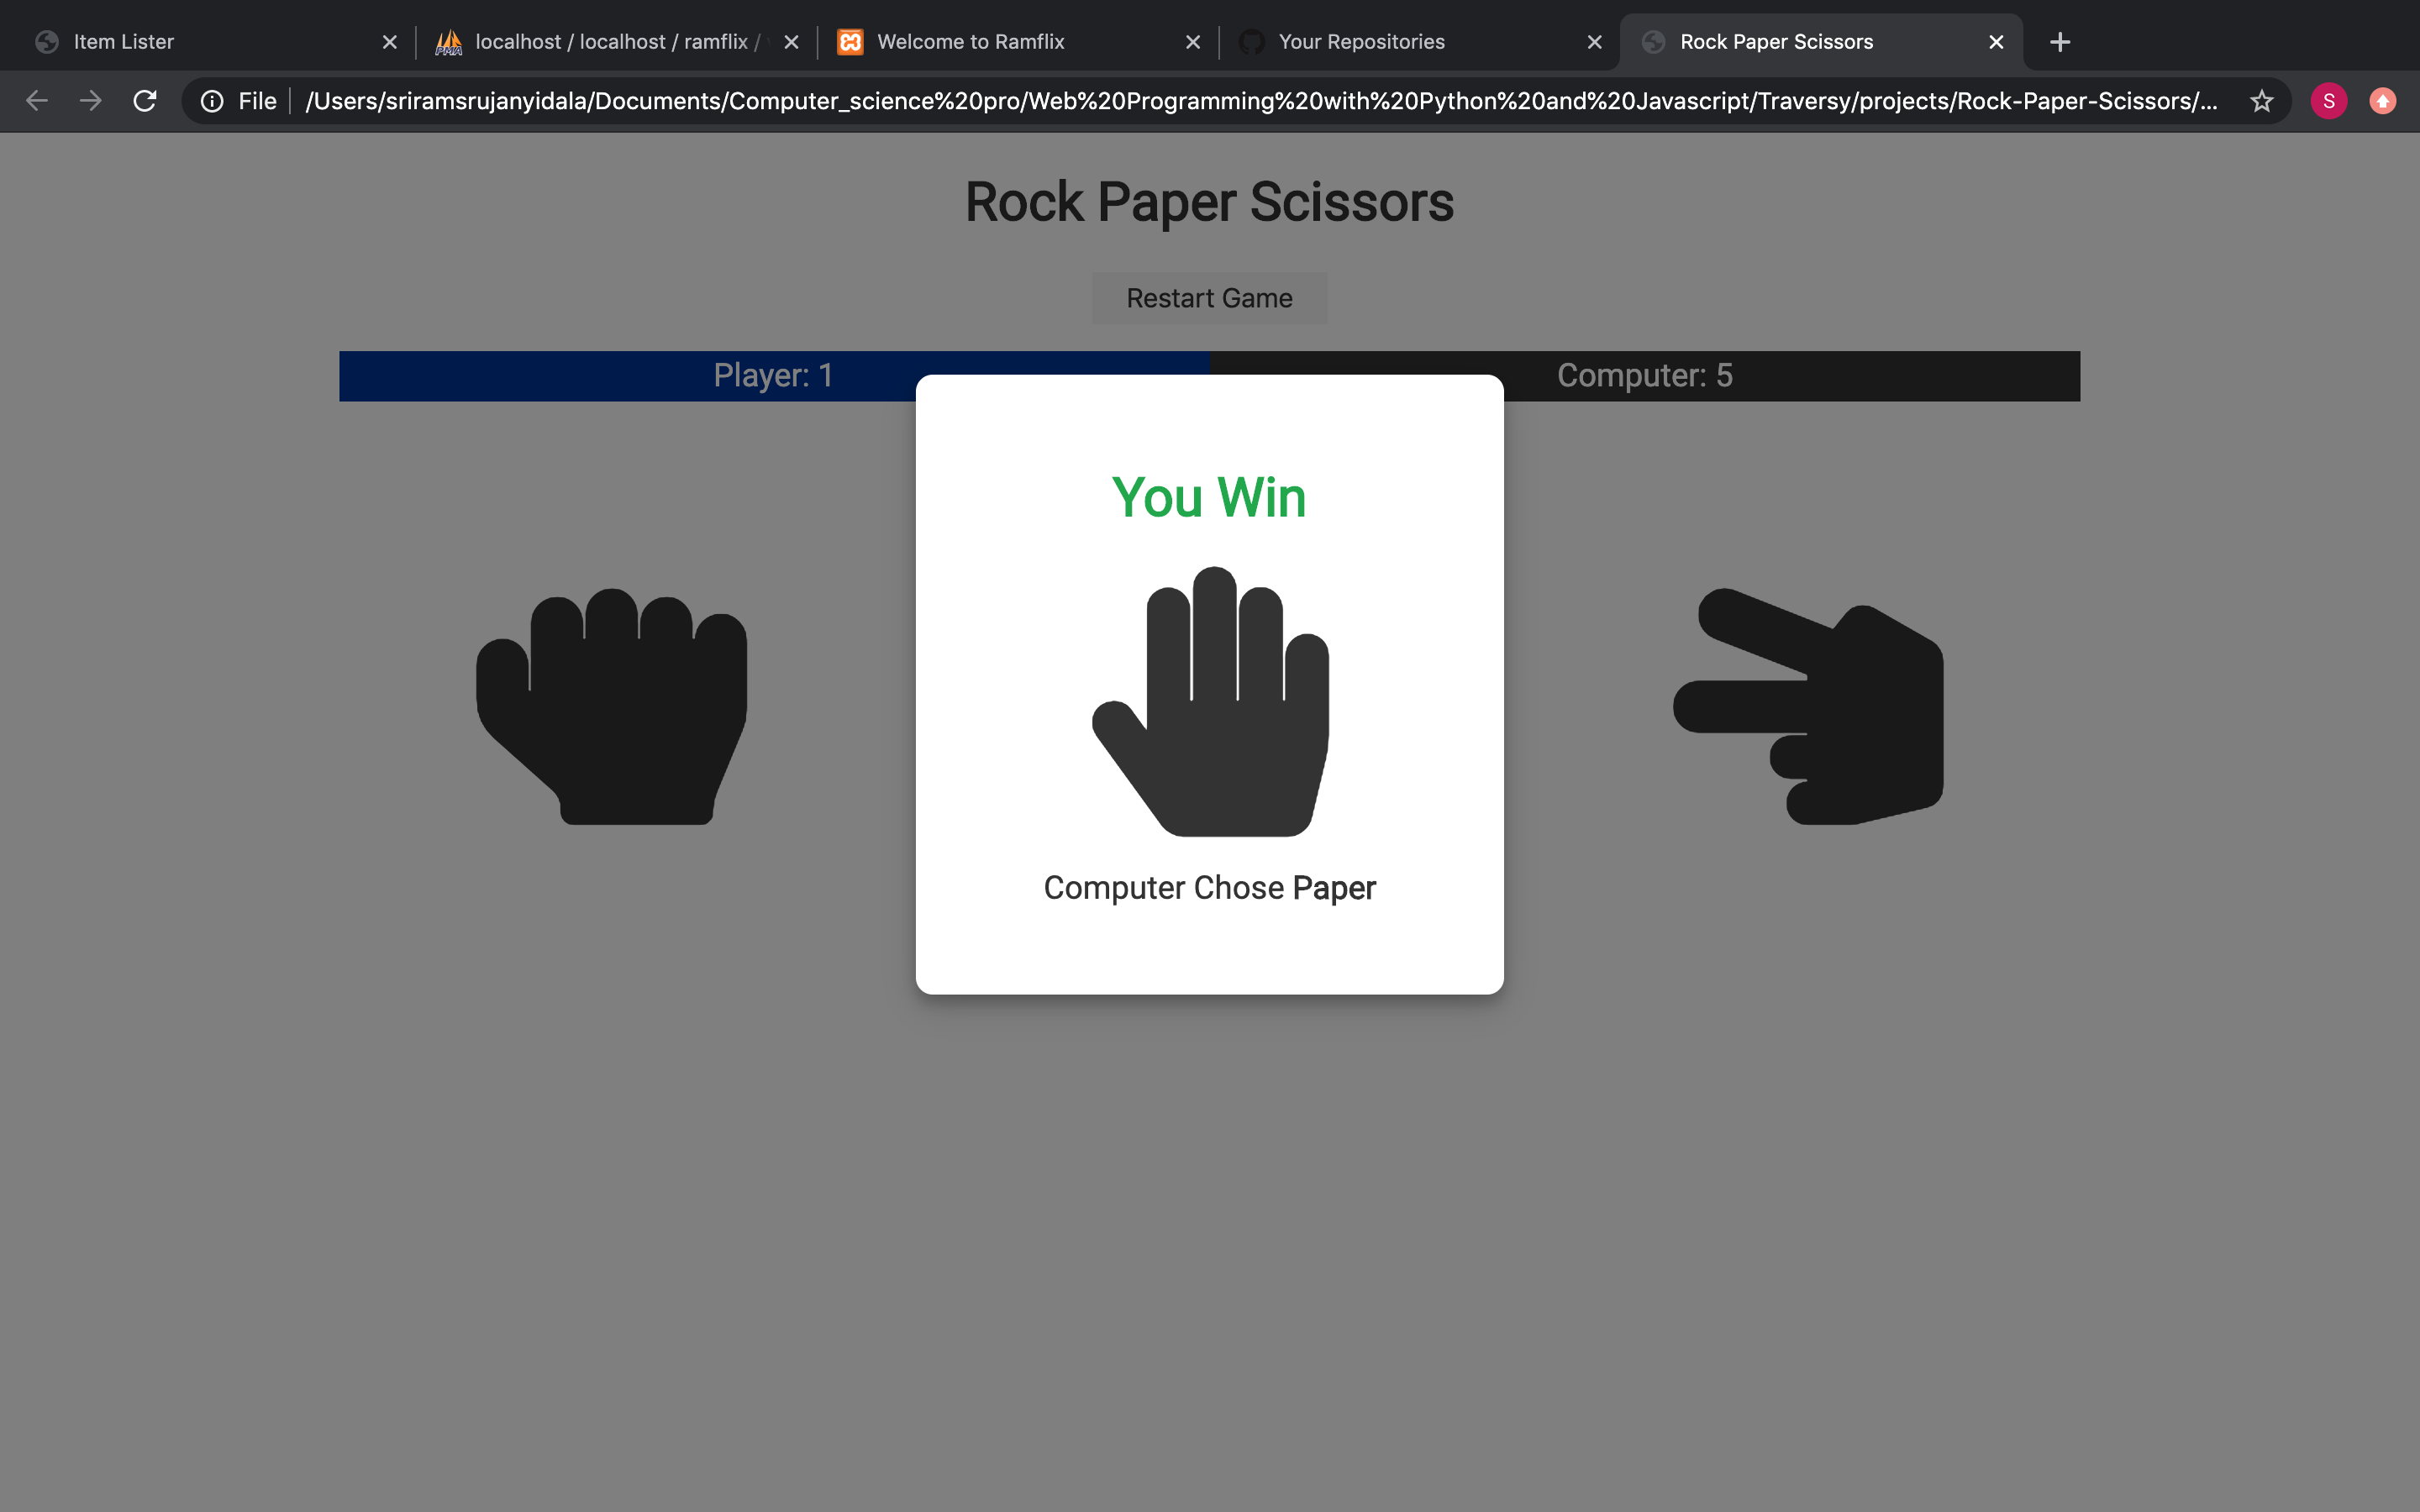 Item Lister
localhost / localhost / ramflix /
Welcome to Ramflix
Your Repositories
Rock Paper Scissors
File /Users/sriramsrujanyidala/Documents/Computer_science%20pro/Web%20Programming%20with%20Python%20and%20Javascript/Traversy/projects/Rock-Paper-Scissors/...
S
Rock Paper Scissors
Restart Game
Player: 1
Computer: 5
You Win
Computer Chose Paper